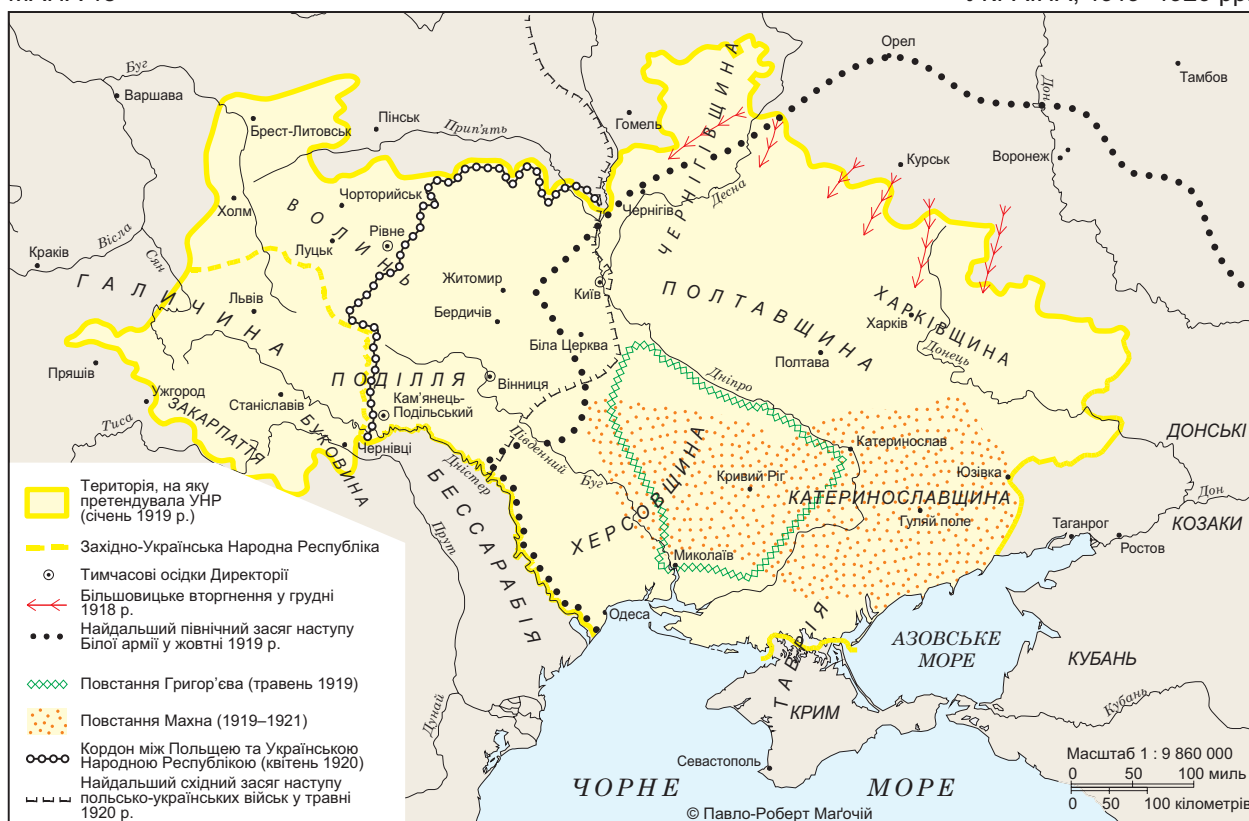 Орел
Тамбов
Буг
Варшава
Дон
Брест-Литовськ
Пінськ
Прип'ять
Гомель
ЧЕРНІГІВЩИНА
Курськ
Воронеж
Чорторийськ
Десна
Холм
ВОЛИНЬ
Чернігів
Рівне
Краків
Вісла
Сян
Луцьк
ГАЛИЧИНА
Житомир
Київ
ПОЛТАВЩИНА
Львів
Бердичів
ХАРКІВЩИНА
Харків
Біла Церква
Полтава
Донець
Пряшів
ПОДІЛЛЯ
Вінниця
Дніпро
Ужгород
Кам'янець-
Подільський
Станіславів
ЗАКАРПАТТЯ
БУКОВИНА
Тиса
Чернівці
Південний Буг
Катеринослав
ДОНСЬКІ
Дністер
Юзівка
Кривий Ріг
КАТЕРИНОСЛАВЩИНА
ХЕРСОВЩИНА
БЕССАРАБІЯ
Гуляй поле
Дон
КОЗАКИ
Таганрог
Ростов
Прут
Миколаїв
Одеса
ТАВРІЯ
АЗОВСЬКЕ
МОРЕ
КУБАНЬ
КРИМ
Дунай
Кубань
Севастополь
ЧОРНЕ МОРЕ
Територія, на яку
претендувала УНР
(січень 1919 р.)
Західно-Українська Народна Республіка
Тимчасові осідки Директорії
Більшовицьке вторгнення у грудні
1918 р.
Найдальший північний засяг наступу
Білої армії у жовтні 1919 р.
Повстання Григор'єва (травень 1919)
Повстання Махна (1919–1921)
Кордон між Польщею та Українською
Народною Республікою (квітень 1920)
Найдальший східний засяг наступу
польсько-українських військ у травні
1920 р.
Масштаб 1 : 9 860 000
0 50 100 миль
0 50 100 кілометрів
© Павло-Роберт Маґочій